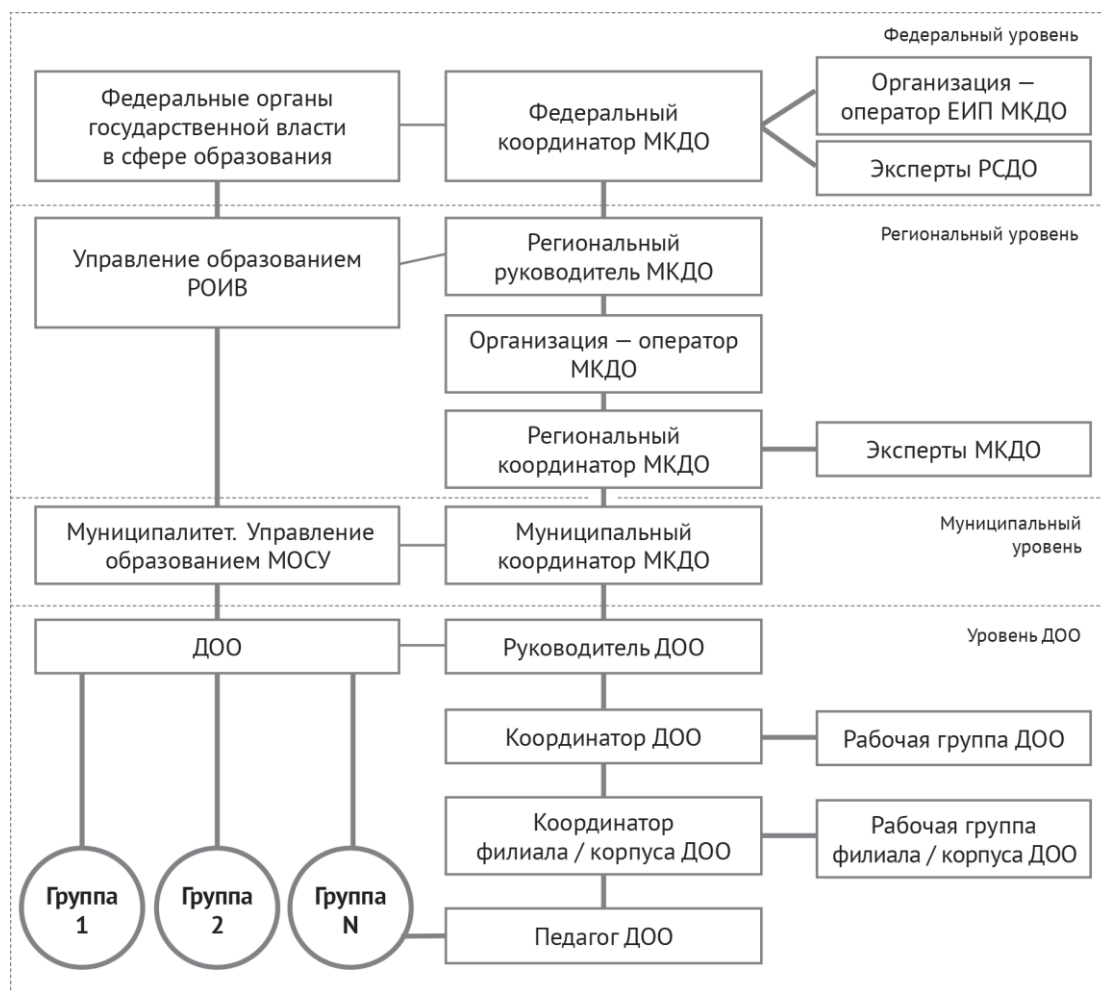 Федеральный уровень
Федеральные органы
государственной власти
в сфере образования
Федеральный
координатор МКДО
Организация —
оператор ЕИП МКДО
Эксперты РСДО
Региональный уровень
Управление образованием
РОИВ
Региональный
руководитель МКДО
Организация — оператор
МКДО
Региональный
координатор МКДО
Эксперты МКДО
Муниципальный
уровень
Муниципалитет. Управление
образованием МОСУ
Муниципальный
координатор МКДО
Уровень ДОО
ДОО
Руководитель ДОО
Координатор ДОО
Рабочая группа ДОО
Координатор
филиала / корпуса ДОО
Рабочая группа
филиала / корпуса ДОО
Группа
1
Группа
2
Группа
N
Педагог ДОО